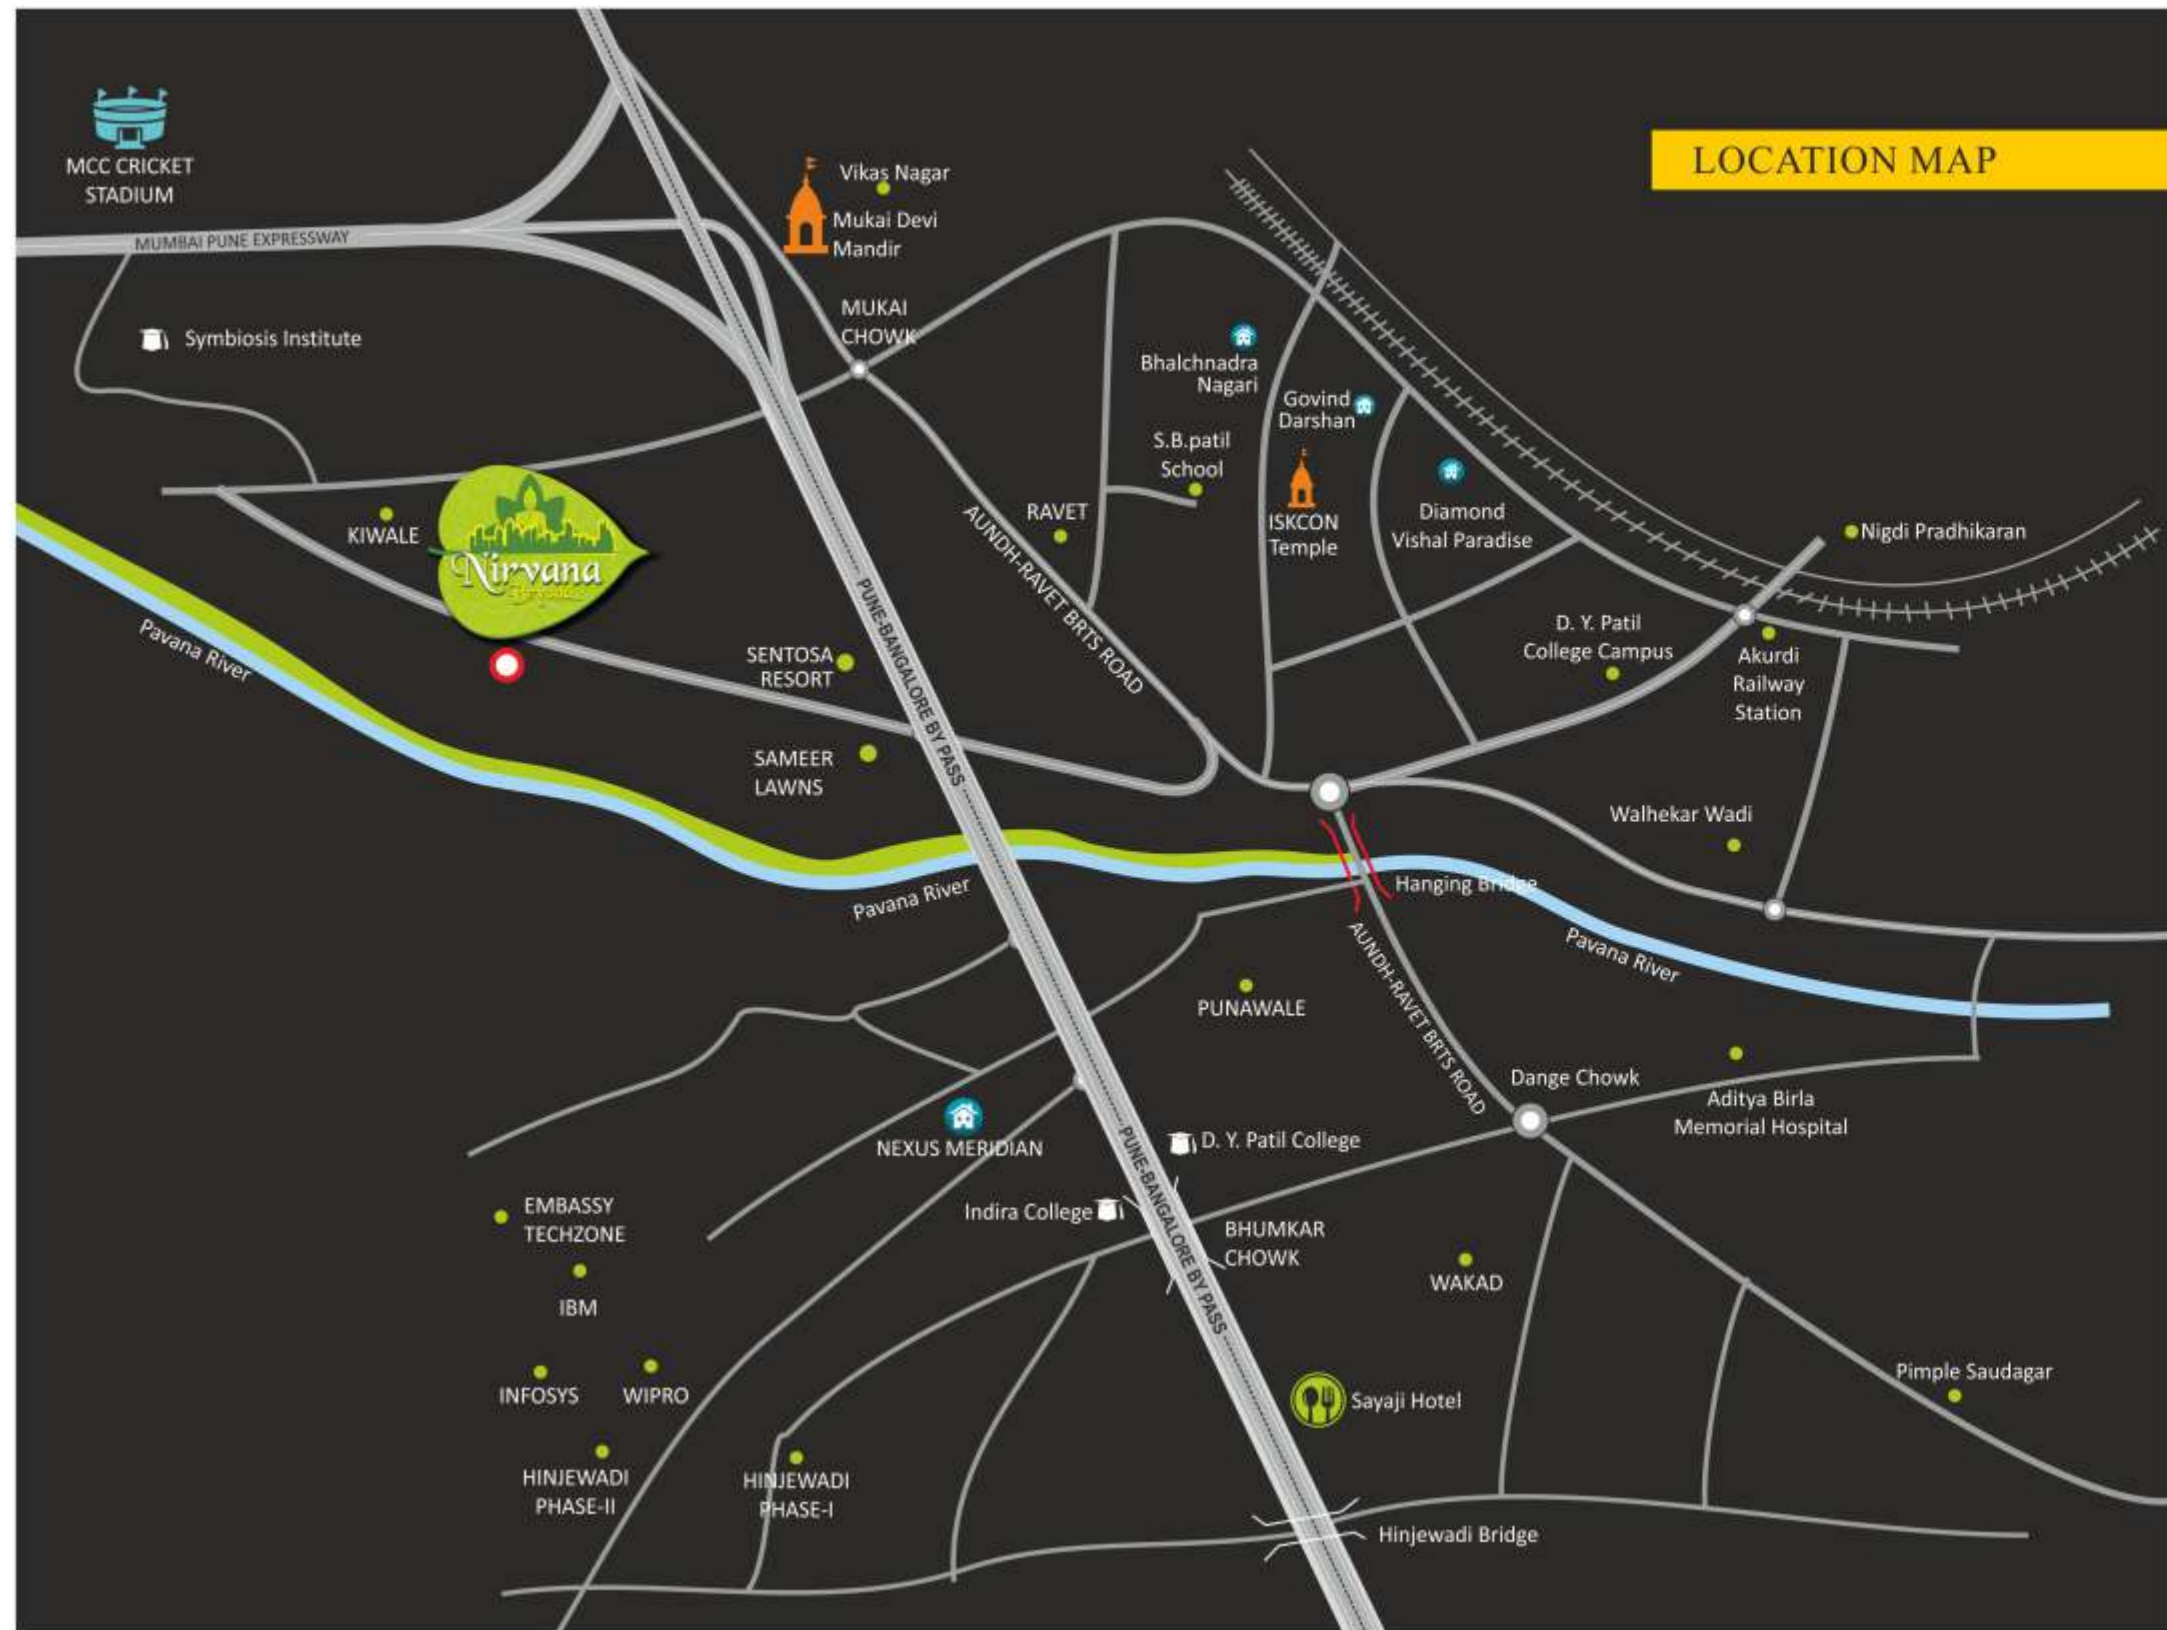 LOCATION MAP
MCC CRICKET
STADIUM
MUMBAI PUNE EXPRESSWAY
Vikas Nagar
Mukai Devi
Mandir
MUKAI
CHOWK
Symbiosis Institute
Bhalchnadra
Nagari
Govind
Darshan
S.B.patil
School
RAVET
ISKCON
Temple
Diamond
Vishal Paradise
Nigdi Pradhikaran
KIWALE
Nirvana
AUNDH-RAVET BRTS ROAD
PUNE-BANGALORE BY PASS
D. Y. Patil
College Campus
Akurdi
Railway
Station
Pavana River
SENTOSA
RESORT
SAMEER
LAWNS
Walhekar Wadi
Pavana River
Hanging Bridge
Pavana River
AUNDH-RAVET BRTS ROAD
PUNAWALE
Dange Chowk
Aditya Birla
Memorial Hospital
NEXUS MERIDIAN
D. Y. Patil College
PUNE-BANGALORE BY PASS
Indira College
BHUMKAR
CHOWK
EMBASSY
TECHZONE
IBM
WAKAD
INFOSYS
WIPRO
Sayaji Hotel
Pimple Saudagar
HINJEWADI
PHASE-II
HINJEWADI
PHASE-I
Hinjewadi Bridge